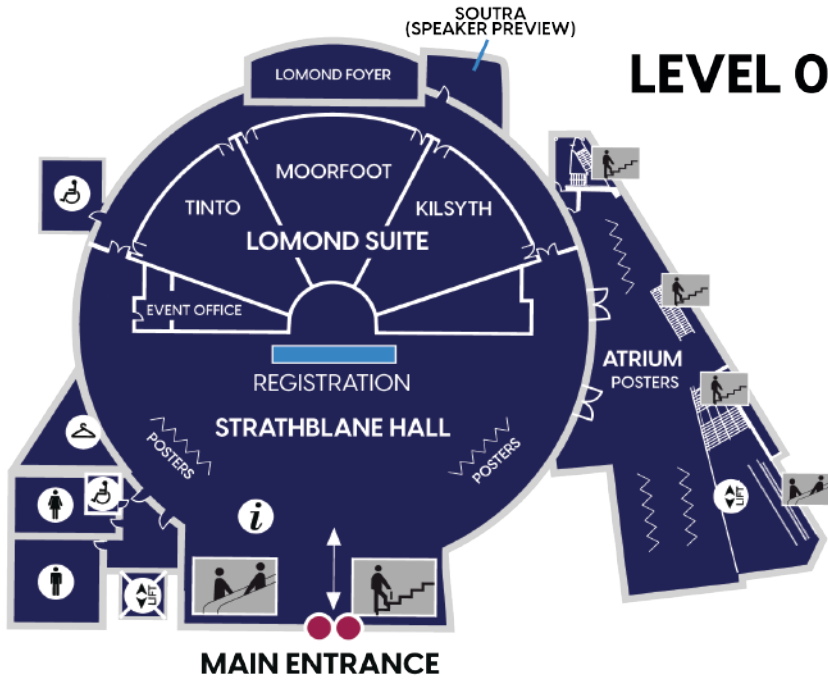 SOUTRA
(SPEAKER PREVIEW)
LEVEL 0
LOMOND FOYER
MOORFOOT
TINTO
KILSYTH
LOMOND SUITE
EVENT OFFICE
REGISTRATION
ATRIUM
POSTERS
STRATHBLANE HALL
POSTERS
POSTERS
i
LIFT
LIFT
MAIN ENTRANCE